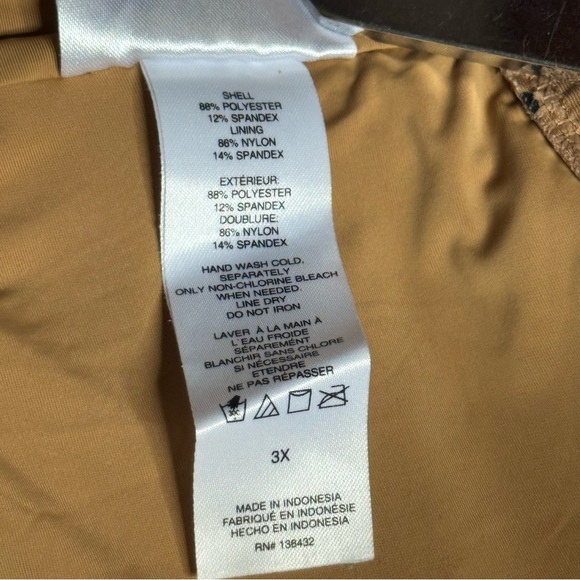 SHELL
88% POLYESTER
12% SPANDEX
LINING
86% NYLON
14% SPANDEX
EXTÉRIEUR:
88% POLYESTER
12% SPANDEX
DOUBLURE:
86% NYLON
14% SPANDEX
HAND WASH COLD,
SEPARATELY
ONLY NON-CHLORINE BLEACH
WHEN NEEDED.
LINE DRY
DO NOT IRON
LAVER À LA MAIN À
L'EAU FROIDE
SÉPARÉMENT
BLANCHIR SANS CHLORE
SI NÉCESSAIRE
ETENDRE
NE PAS RÉPASSER
3X
MADE IN INDONESIA
FABRIQUÉ EN INDONÉSIE
HECHO EN INDONESIA
RN# 136432